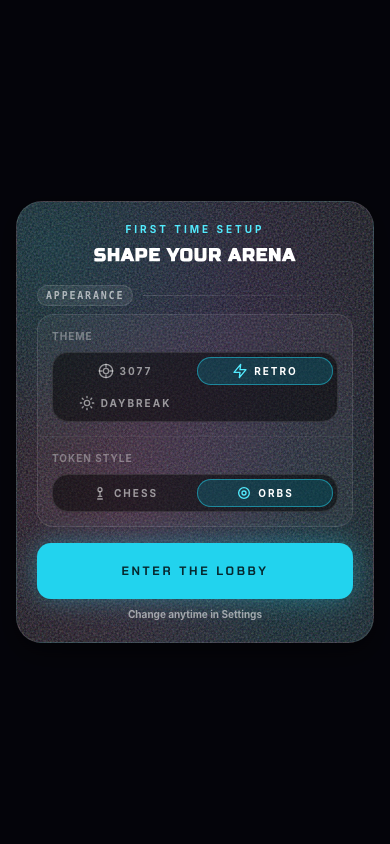 FIRST TIME SETUP
SHAPE YOUR ARENA
APPEARANCE
THEME
3077
RETRO
DAYBREAK
TOKEN STYLE
CHESS
ORBS
ENTER THE LOBBY
Change anytime in Settings